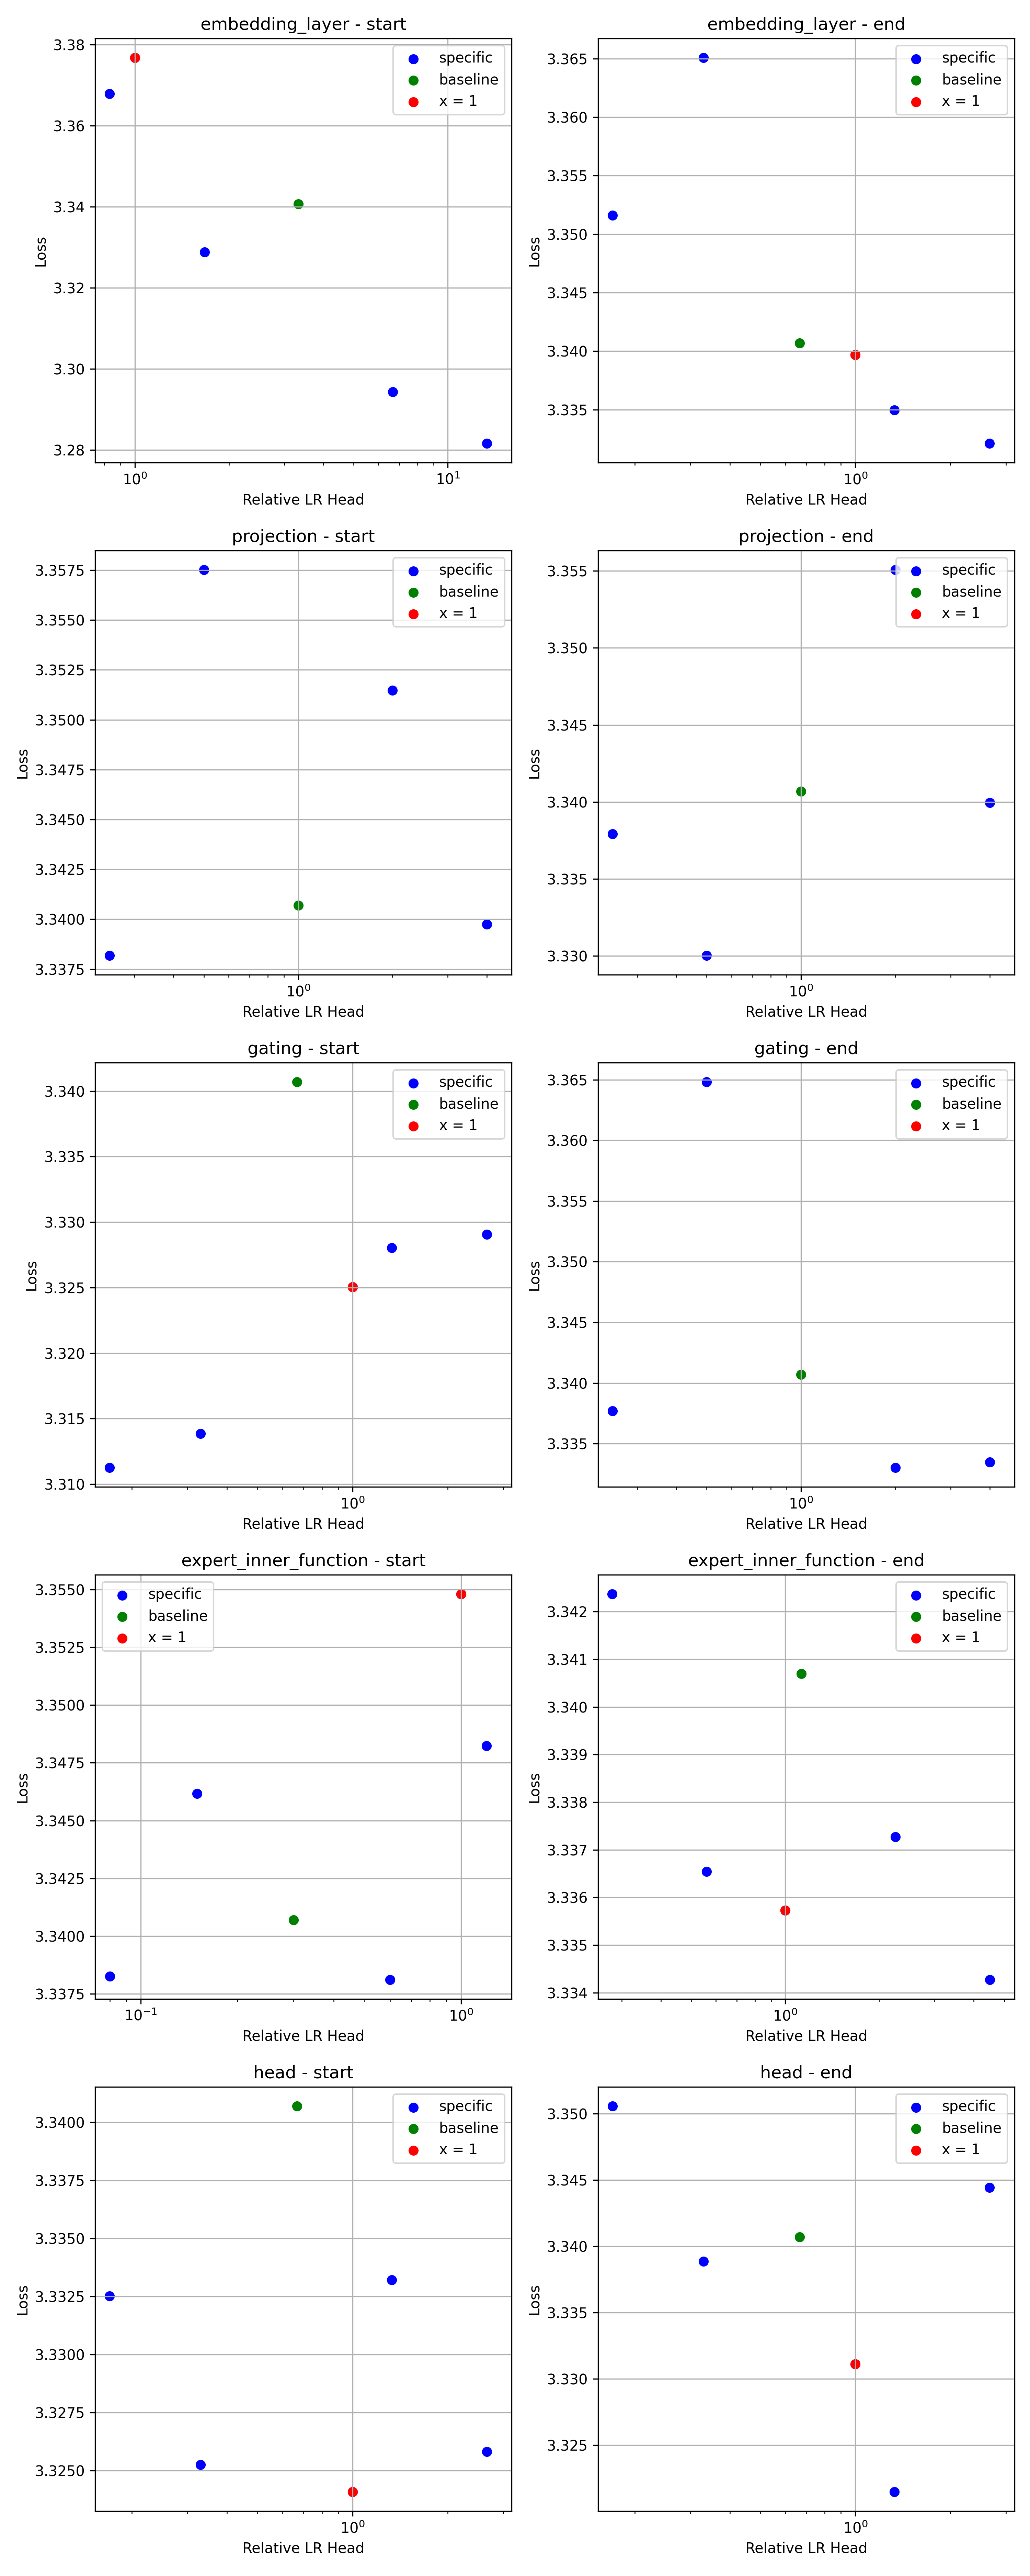 embedding_layer - start
3.38
3.36
3.34
3.32
3.30
3.28
Loss
10⁰
10¹
Relative LR Head
specific
baseline
x = 1
embedding_layer - end
3.365
3.360
3.355
3.350
3.345
3.340
3.335
Loss
10⁰
Relative LR Head
specific
baseline
x = 1
projection - start
3.3575
3.3550
3.3525
3.3500
3.3475
3.3450
3.3425
3.3400
3.3375
Loss
10⁰
Relative LR Head
specific
baseline
x = 1
projection - end
3.355
3.350
3.345
3.340
3.335
3.330
Loss
10⁰
Relative LR Head
specific
baseline
x = 1
gating - start
3.340
3.335
3.330
3.325
3.320
3.315
3.310
Loss
10⁰
Relative LR Head
specific
baseline
x = 1
gating - end
3.365
3.360
3.355
3.350
3.345
3.340
3.335
Loss
10⁰
Relative LR Head
specific
baseline
x = 1
expert_inner_function - start
3.3550
3.3525
3.3500
3.3475
3.3450
3.3425
3.3400
3.3375
Loss
10⁻¹
10⁰
Relative LR Head
specific
baseline
x = 1
expert_inner_function - end
3.342
3.341
3.340
3.339
3.338
3.337
3.336
3.335
3.334
Loss
10⁰
Relative LR Head
specific
baseline
x = 1
head - start
3.3400
3.3375
3.3350
3.3325
3.3300
3.3275
3.3250
Loss
10⁰
Relative LR Head
specific
baseline
x = 1
head - end
3.350
3.345
3.340
3.335
3.330
3.325
Loss
10⁰
Relative LR Head
specific
baseline
x = 1